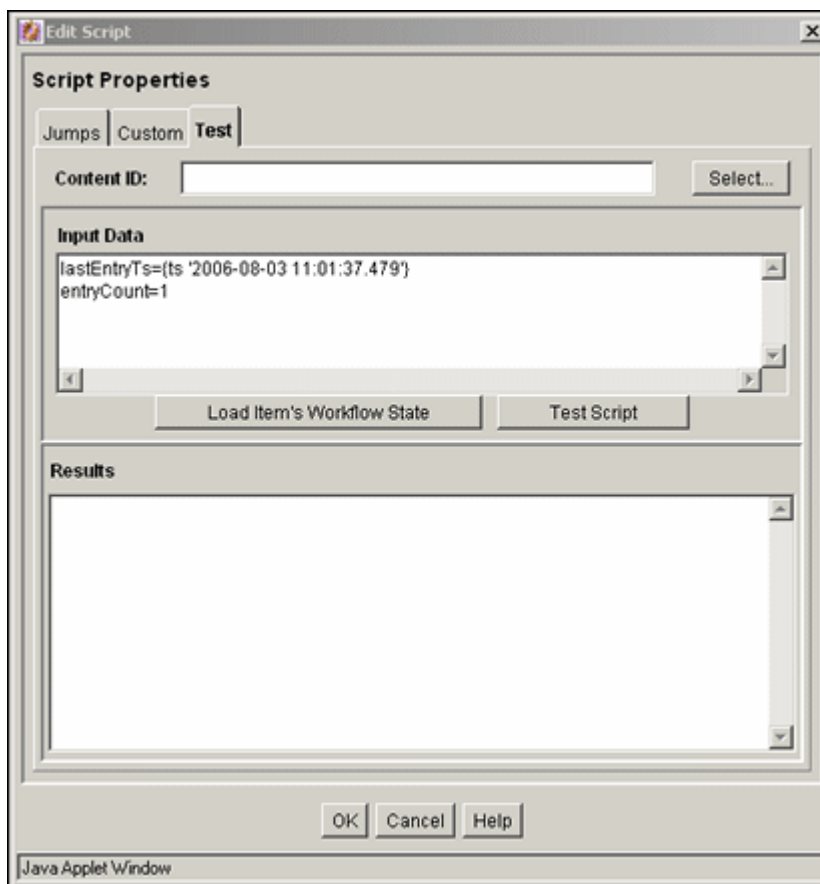 Edit Script
Script Properties
Jumps Custom Test
Content ID: Select...
Input Data
lastEntryTs={ts '2006-08-03 11:01:37.479'}
entryCount=1
Load Item's Workflow State Test Script
Results
OK Cancel Help
Java Applet Window